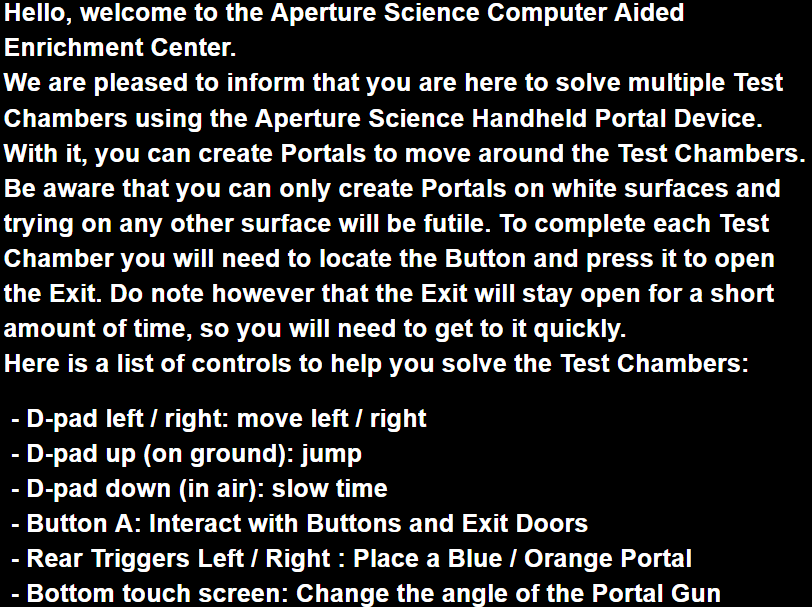 Hello, welcome to the Aperture Science Computer Aided
Enrichment Center.
We are pleased to inform that you are here to solve multiple Test
Chambers using the Aperture Science Handheld Portal Device.
With it, you can create Portals to move around the Test Chambers.
Be aware that you can only create Portals on white surfaces and
trying on any other surface will be futile. To complete each Test
Chamber you will need to locate the Button and press it to open
the Exit. Do note however that the Exit will stay open for a short
amount of time, so you will need to get to it quickly.
Here is a list of controls to help you solve the Test Chambers:
- D-pad left / right: move left / right
- D-pad up (on ground): jump
- D-pad down (in air): slow time
- Button A: Interact with Buttons and Exit Doors
- Rear Triggers Left / Right : Place a Blue / Orange Portal
- Bottom touch screen: Change the angle of the Portal Gun